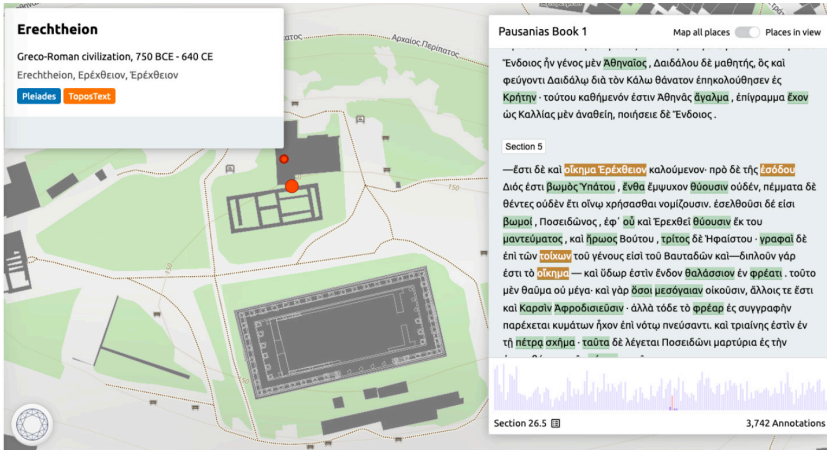 Erechtheion
Greco-Roman civilization, 750 BCE - 640 CE
Erechtheion, Ερέχθειον, Ἐρέχθειον
Pleiades
ToposText
Αρχαίος Περίπατος
150
150
Pausanias Book 1
Map all places
Places in view
Ἔνδοιος ἦν γένος μὲν Ἀθηναῖος , Δαιδάλου δὲ μαθητής, ὃς καὶ
φεύγοντι Δαιδάλῳ διὰ τὸν Κάλω θάνατον ἐπηκολούθησεν ἐς
Κρήτην · τούτου καθήμενόν ἐστιν Ἀθηνᾶς ἄγαλμα , ἐπίγραμμα ἔχον
ὡς Καλλίας μὲν ἀναθείη, ποιήσειε δὲ Ἔνδοιος .
Section 5
—ἔστι δὲ καὶ οἴκημα Ἐρέχθειον καλούμενον· πρὸ δὲ τῆς ἐσόδου
Διός ἐστι βωμὸς Ὑπάτου , ἔνθα ἔμψυχον θύουσιν οὐδέν, πέμματα δὲ
θέντες οὐδὲν ἔτι οἴνῳ χρήσασθαι νομίζουσιν. ἐσελθοῦσι δέ εἰσι
βωμοί , Ποσειδῶνος , ἐφ᾽ οὗ καὶ Ἐρεχθεῖ θύουσιν ἔκ του
μαντεύματος , καὶ ἥρωος Βούτου , τρίτος δὲ Ἡφαίστου · γραφαὶ δὲ
ἐπὶ τῶν τοίχων τοῦ γένους εἰσὶ τοῦ Βουταδῶν καὶ—διπλοῦν γάρ
ἐστι τὸ οἴκημα — καὶ ὕδωρ ἐστὶν ἔνδον θαλάσσιον ἐν φρέατι . τοῦτο
μὲν θαῦμα οὐ μέγα· καὶ γὰρ ὅσοι μεσόγαιαν οἰκοῦσιν, ἄλλοις τε ἔστι
καὶ Καρσὶν Ἀφροδισιεῦσιν · ἀλλὰ τόδε τὸ φρέαρ ἐς συγγραφὴν
παρέχεται κυμάτων ἦχον ἐπὶ νότῳ πνεύσαντι. καὶ τριαίνης ἐστὶν ἐν
τῇ πέτρᾳ σχῆμα · ταῦτα δὲ λέγεται Ποσειδῶνι μαρτύρια ἐς τὴν
Section 26.5
3,742 Annotations